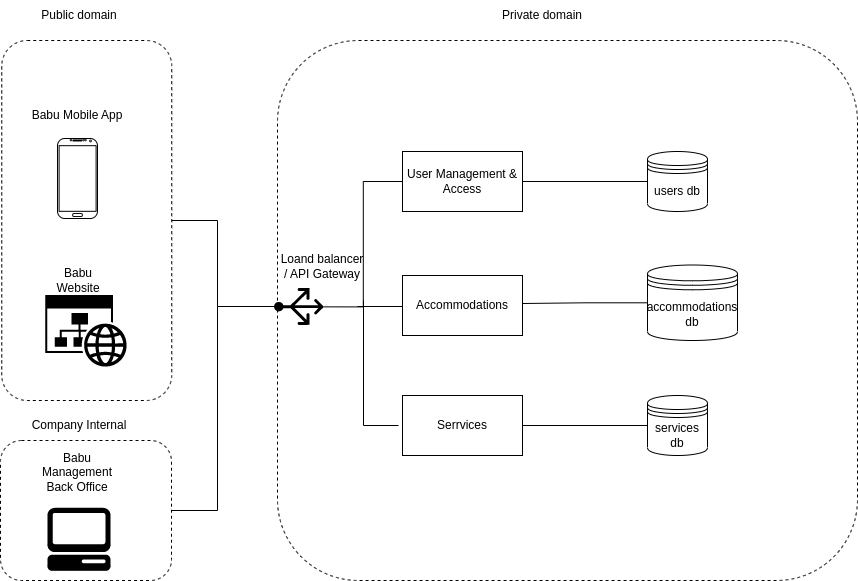 Public domain
Private domain
Babu Mobile App
Babu
Website
Company Internal
Babu
Management
Back Office
Loand balancer
/ API Gateway
User Management &
Access
users db
Accommodations
accommodations
db
Serrvices
services
db